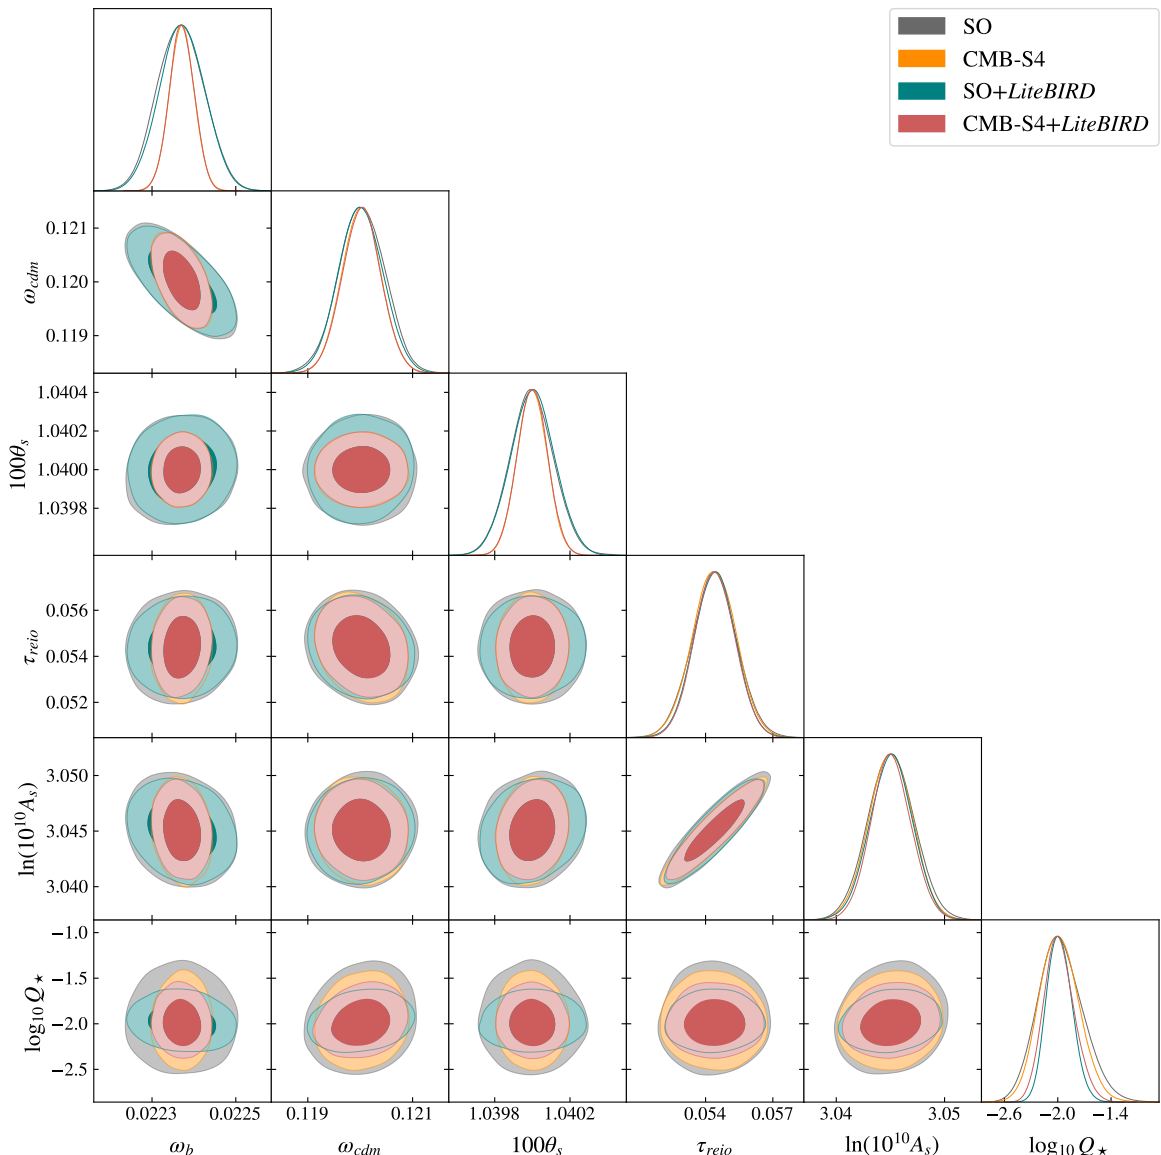 SO
CMB-S4
SO+LiteBIRD
CMB-S4+LiteBIRD
0.121
0.120
0.119
ω_cdm
1.0404
1.0402
1.0400
1.0398
100θ_s
0.056
0.054
0.052
τ_reio
3.050
3.045
3.040
ln(10^10 A_s)
−1.0
−1.5
−2.0
−2.5
log_10 Q_⋆
0.0223 0.0225
0.119 0.121
1.0398 1.0402
0.054 0.057
3.04 3.05
−2.6 −2.0 −1.4
ω_b
ω_cdm
100θ_s
τ_reio
ln(10^10 A_s)
log_10 Q_⋆